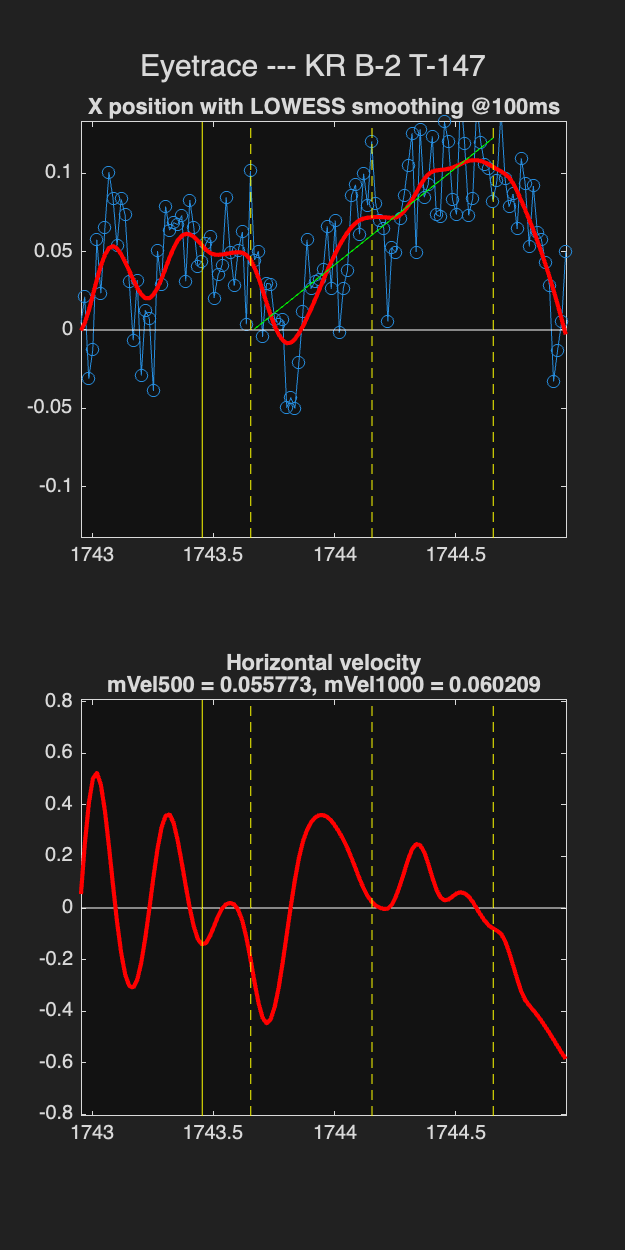 Eyetrace --- KR B-2 T-147
X position with LOWESS smoothing @100ms
0.1
0.05
0
-0.05
-0.1
1743 1743.5 1744 1744.5
Horizontal velocity
mVel500 = 0.055773, mVel1000 = 0.060209
0.8
0.6
0.4
0.2
0
-0.2
-0.4
-0.6
-0.8
1743 1743.5 1744 1744.5